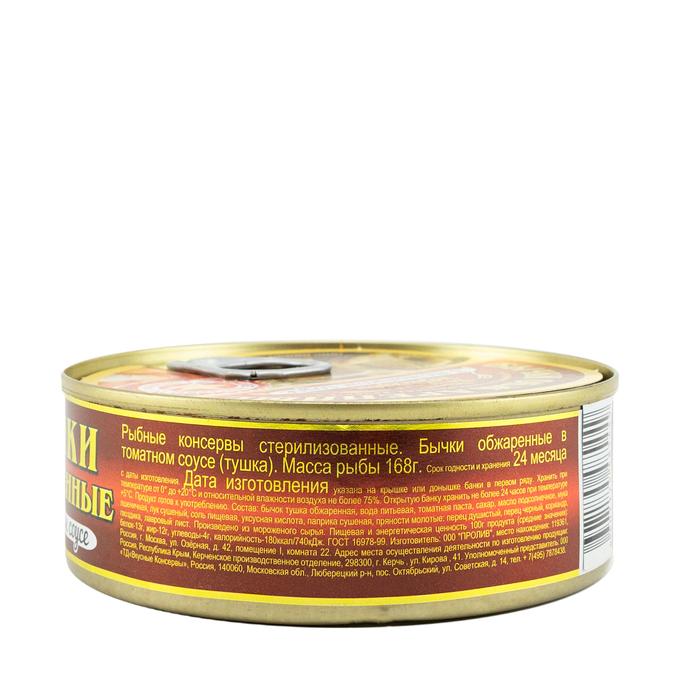 КИ
ННЫЕ
соусе
Рыбные консервы стерилизованные. Бычки обжаренные в
томатном соусе (тушка). Масса рыбы 168г. Срок годности и хранения 24 месяца
с даты изготовления. Дата изготовления указана на крышке или донышке банки в первом ряду. Хранить при
температуре от 0° до +20°С и относительной влажности воздуха не более 75%. Открытую банку хранить не более 24 часов при температуре
+5°С. Продукт готов к употреблению. Состав: бычок тушка обжаренная, вода питьевая, томатная паста, сахар, масло подсолнечное, мука
пшеничная, лук сушеный, соль пищевая, уксусная кислота, паприка сушеная, пряности молотые: перец душистый, перец черный, кориандр,
гвоздика, лавровый лист. Произведено из мороженого сырья. Пищевая и энергетическая ценность 100г продукта (средние значения):
белок-13г, жир-12г, углеводы-4г, калорийность-180ккал/740кДж. ГОСТ 16978-99. Изготовитель: ООО "ПРОЛИВ", место нахождения: 119361,
Россия, г. Москва, ул. Озёрная, д. 42, помещение I, комната 22. Адрес места осуществления деятельности по изготовлению продукции:
Россия, Республика Крым, Керченское производственное отделение, 298300, г. Керчь, ул. Кирова, 41. Уполномоченный представитель: ООО
«ТД«Вкусные Консервы», Россия, 140060, Московская обл., Люберецкий р-н, пос. Октябрьский, ул. Советская, д. 14, тел. +7(495) 7878438.